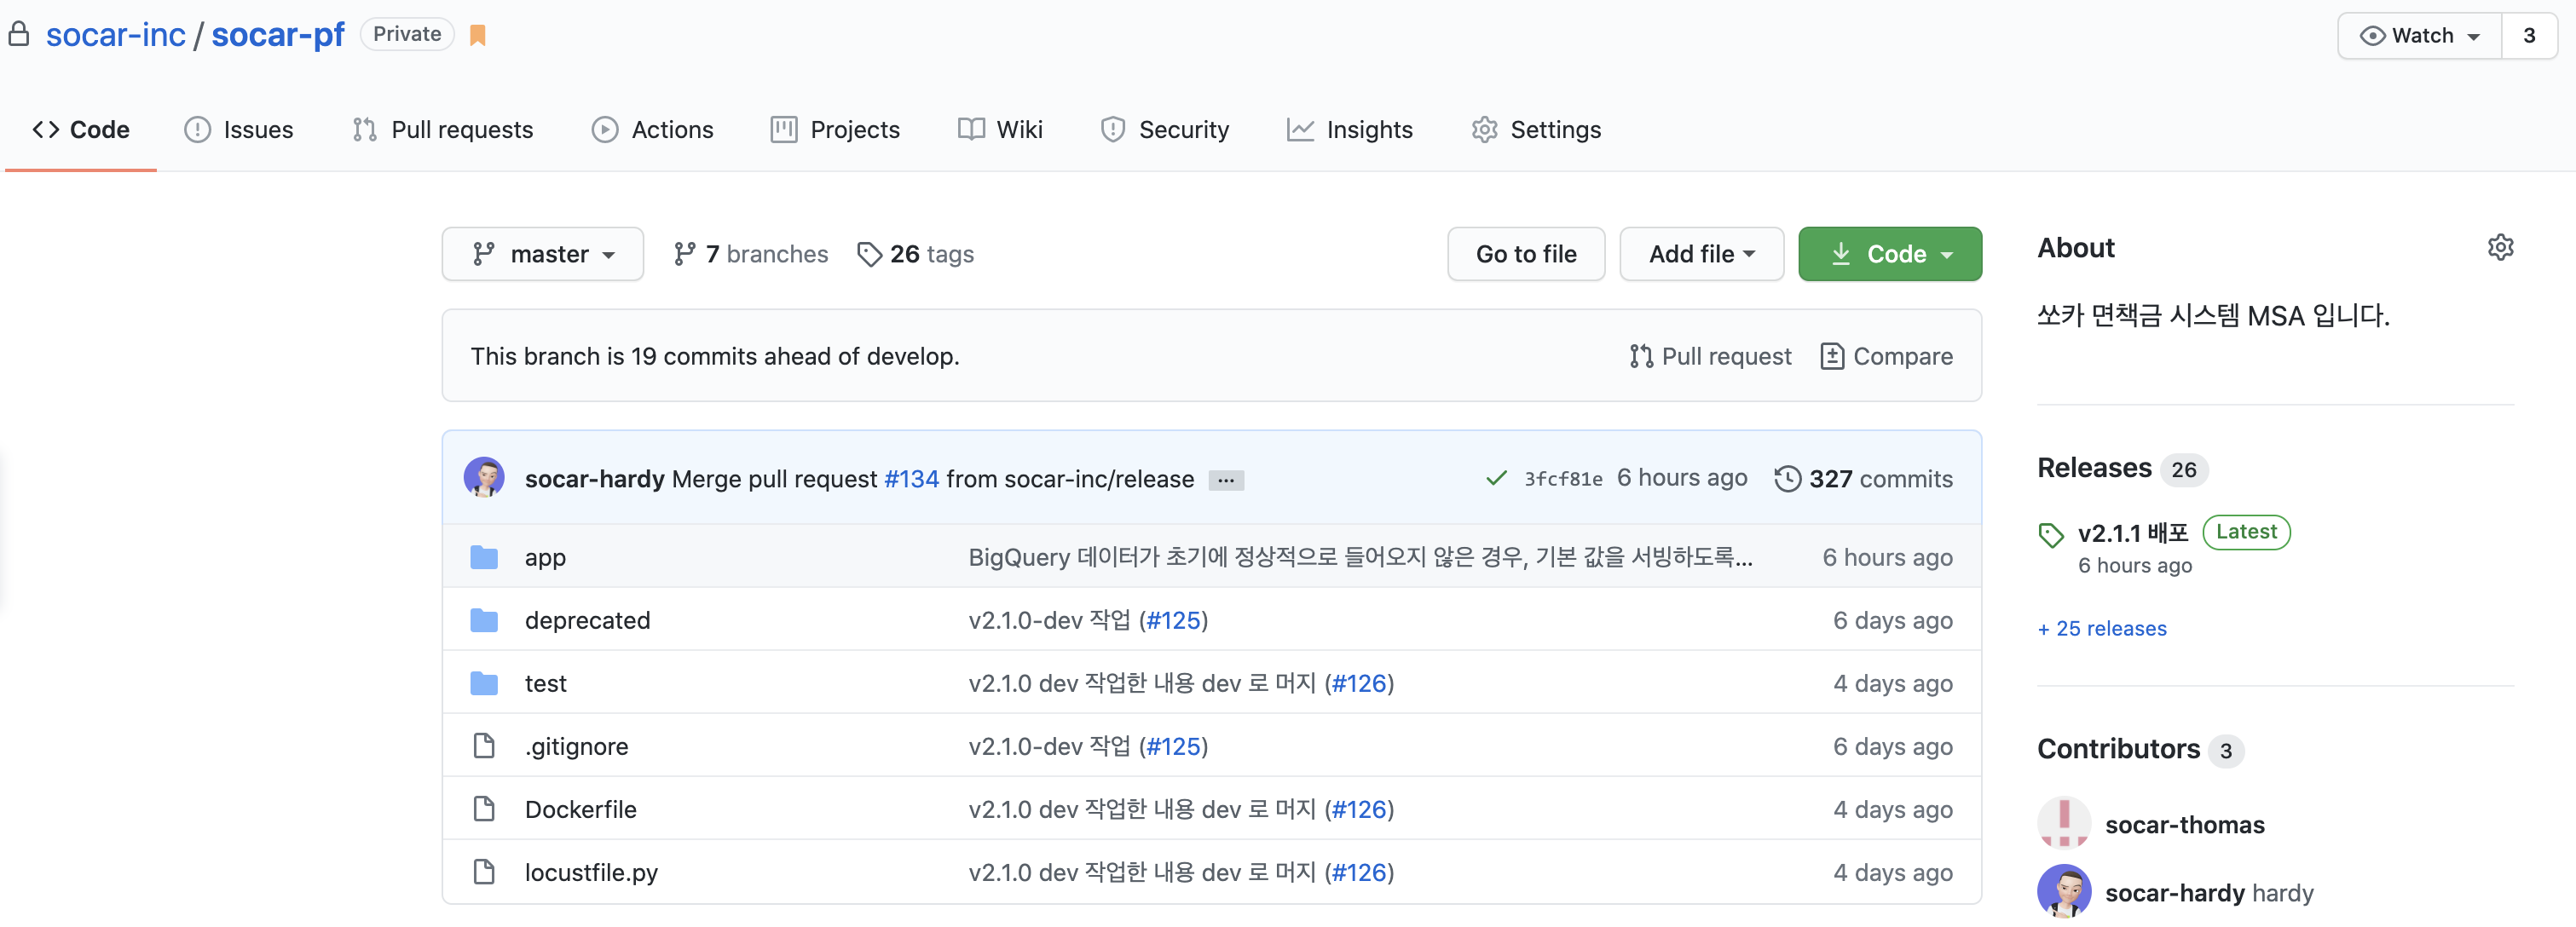 socar-inc / socar-pf Private
Watch 3
Code Issues Pull requests Actions Projects Wiki Security Insights Settings
master 7 branches 26 tags
Go to file Add file Code
This branch is 19 commits ahead of develop.
Pull request Compare
socar-hardy Merge pull request #134 from socar-inc/release ... 3fcf81e 6 hours ago 327 commits
app BigQuery 데이터가 초기에 정상적으로 들어오지 않은 경우, 기본 값을 서빙하도록... 6 hours ago
deprecated v2.1.0-dev 작업 (#125) 6 days ago
test v2.1.0 dev 작업한 내용 dev 로 머지 (#126) 4 days ago
.gitignore v2.1.0-dev 작업 (#125) 6 days ago
Dockerfile v2.1.0 dev 작업한 내용 dev 로 머지 (#126) 4 days ago
locustfile.py v2.1.0 dev 작업한 내용 dev 로 머지 (#126) 4 days ago
About
쏘카 면책금 시스템 MSA 입니다.
Releases 26
v2.1.1 배포 Latest
6 hours ago
+ 25 releases
Contributors 3
socar-thomas
socar-hardy hardy